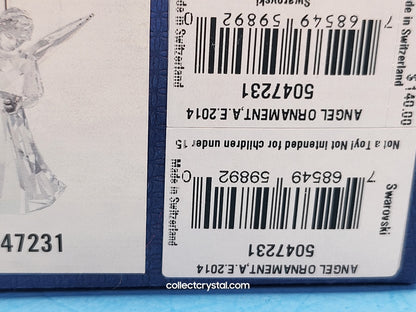 47231
ANGEL ORNAMENT,A.E.2014
5047231
7 68549 59892 0
Swarovski
Made in Switzerland
$ 140.00
Made in Switzerland
Not a Toy! Not intended for children under 15
ANGEL ORNAMENT,A.E.2014
5047231
7 68549 59892 0
Swarovski
Made in Switzerland
collectcrystal.com